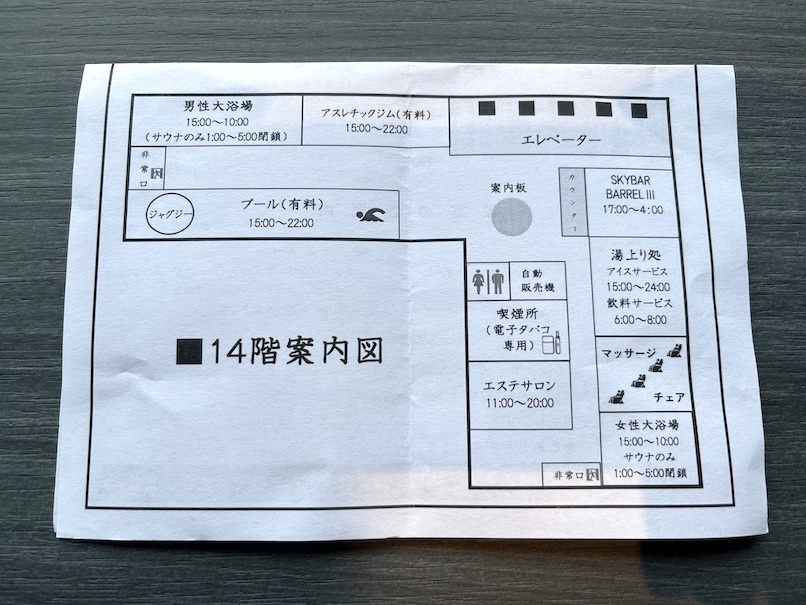 男性大浴場
15:00～10:00
(サウナのみ1:00～5:00閉鎖)
アスレチックジム(有料)
15:00～22:00
エレベーター
非常口
ジャグジー
プール(有料)
15:00～22:00
案内板
カウンター
SKYBAR
BARRELⅢ
17:00～4:00
湯上り処
アイスサービス
15:00～24:00
飲料サービス
6:00～8:00
自動
販売機
喫煙所
(電子タバコ
専用)
■14階案内図
マッサージ
チェア
エステサロン
11:00～20:00
女性大浴場
15:00～10:00
サウナのみ
1:00～5:00閉鎖
非常口